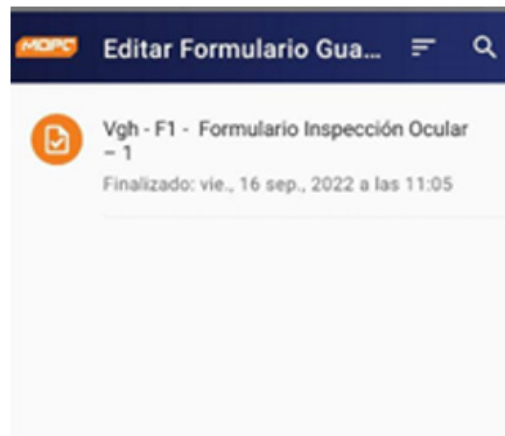 MOPC Editar Formulario Gua...
Vgh - F1 - Formulario Inspección Ocular
– 1
Finalizado: vie., 16 sep., 2022 a las 11:05